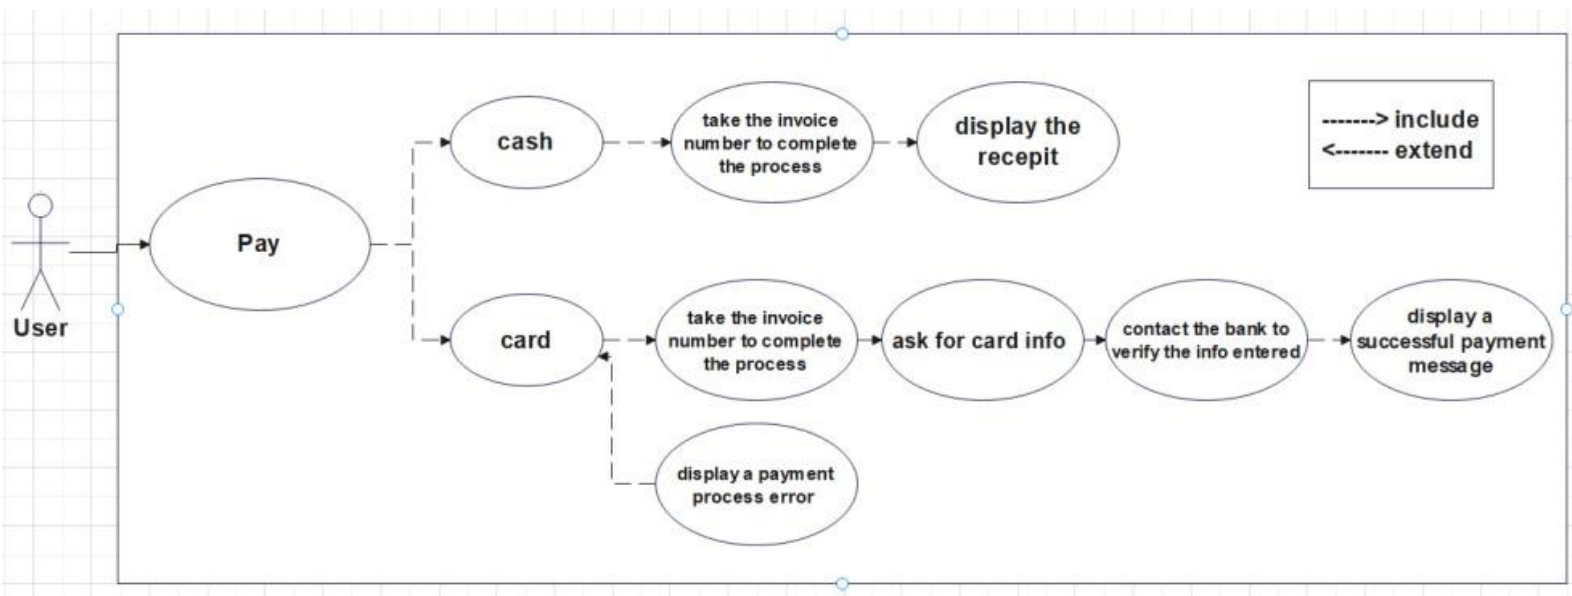 User
Pay
cash
take the invoice
number to complete
the process
display the
recepit
-------> include
<------- extend
card
take the invoice
number to complete
the process
ask for card info
contact the bank to
verify the info entered
display a
successful payment
message
display a payment
process error